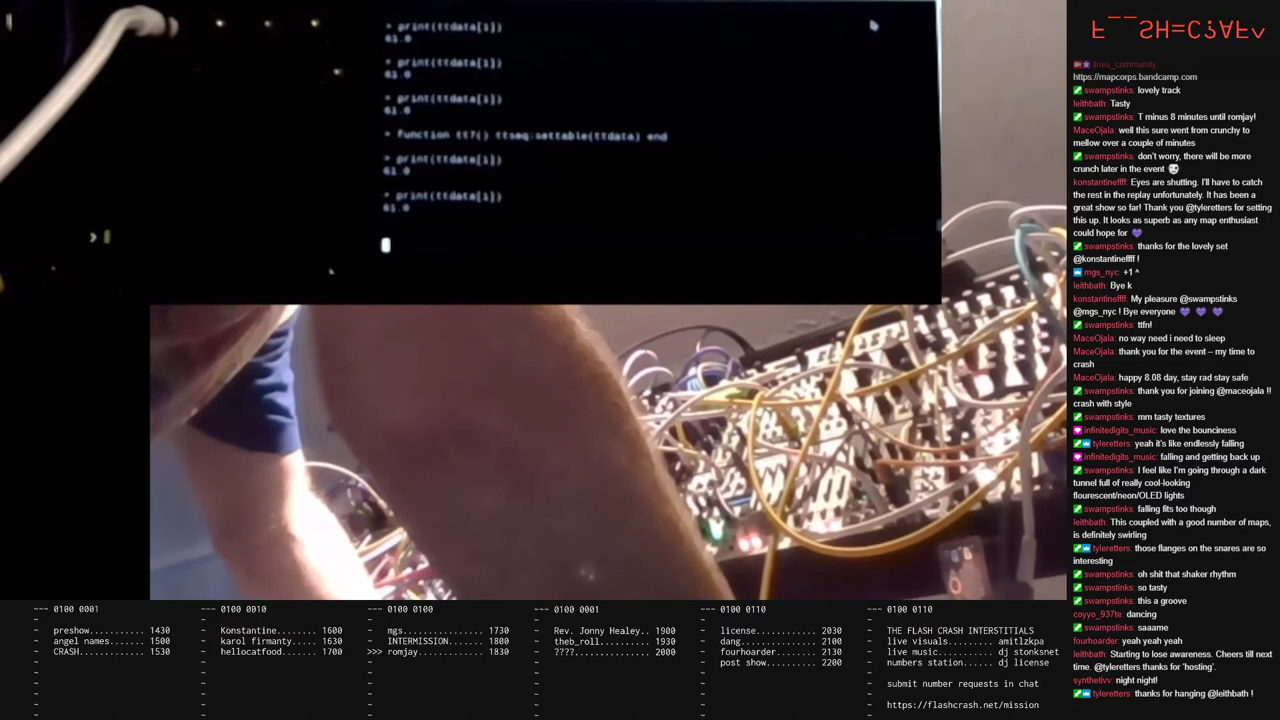 > print(ttdata[1])
61.0
> print(ttdata[1])
61.0
> print(ttdata[1])
61.0
> function tt7() ttseq:settable(ttdata) end
> print(ttdata[1])
61.0
> print(ttdata[1])
61.0
lines_community:
https://mapcorps.bandcamp.com
swampstinks: lovely track
leithbath: Tasty
swampstinks: T minus 8 minutes until romjay!
MaceOjala: well this sure went from crunchy to
mellow over a couple of minutes
swampstinks: don't worry, there will be more
crunch later in the event
konstantineffff: Eyes are shutting. I'll have to catch
the rest in the replay unfortunately. It has been a
great show so far! Thank you @tyleretters for setting
this up. It looks as superb as any map enthusiast
could hope for 💜
swampstinks: thanks for the lovely set
@konstantineffff !
mgs_nyc: +1 ^
leithbath: Bye k
konstantineffff: My pleasure @swampstinks
@mgs_nyc ! Bye everyone 💜 💜 💜
swampstinks: ttfn!
MaceOjala: no way need i need to sleep
MaceOjala: thank you for the event – my time to
crash
MaceOjala: happy 8.08 day, stay rad stay safe
swampstinks: thank you for joining @maceojala !!
crash with style
swampstinks: mm tasty textures
infinitedigits_music: love the bounciness
tyleretters: yeah it's like endlessly falling
infinitedigits_music: falling and getting back up
swampstinks: I feel like I'm going through a dark
tunnel full of really cool-looking
flourescent/neon/OLED lights
swampstinks: falling fits too though
leithbath: This coupled with a good number of maps,
is definitely swirling
tyleretters: those flanges on the snares are so
interesting
swampstinks: oh shit that shaker rhythm
swampstinks: so tasty
swampstinks: this a groove
coyyo_937te: dancing
swampstinks: saaame
fourhoarder: yeah yeah yeah
leithbath: Starting to lose awareness. Cheers till next
time. @tyleretters thanks for 'hosting'.
synthetivv: night night!
tyleretters: thanks for hanging @leithbath !
~~~ 0100 0001
preshow.......... 1430
angel names...... 1500
CRASH............ 1530
~~~ 0100 0010
Konstantine...... 1600
karol firmanty... 1630
hellocatfood..... 1700
~~~ 0100 0100
mgs.............. 1730
INTERMISSION..... 1800
>>> romjay........... 1830
~~~ 0100 0001
Rev. Jonny Healey.. 1900
theb_roll........ 1930
????............. 2000
~~~ 0100 0110
license.......... 2030
dang............. 2100
fourhoarder...... 2130
post show........ 2200
~~~ 0100 0110
THE FLASH CRASH INTERSTITIALS
live visuals..... amitlzkpa
live music....... dj stonksnet
numbers station...... dj license
submit number requests in chat
https://flashcrash.net/mission